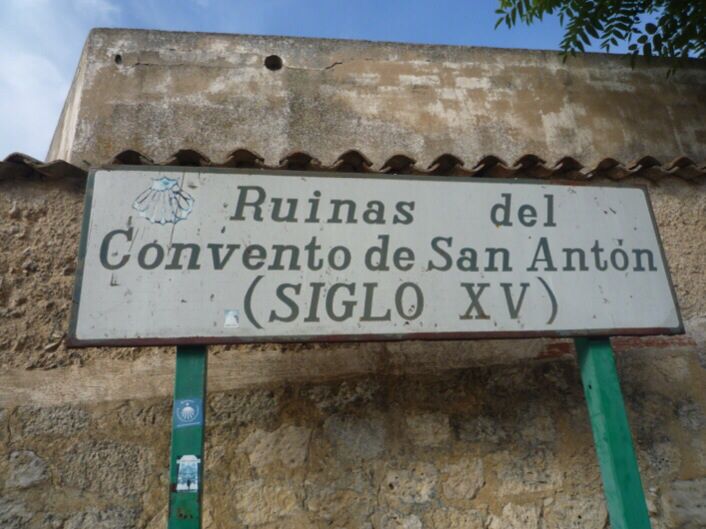 Ruinas del
Convento de San Antón
(SIGLO XV)